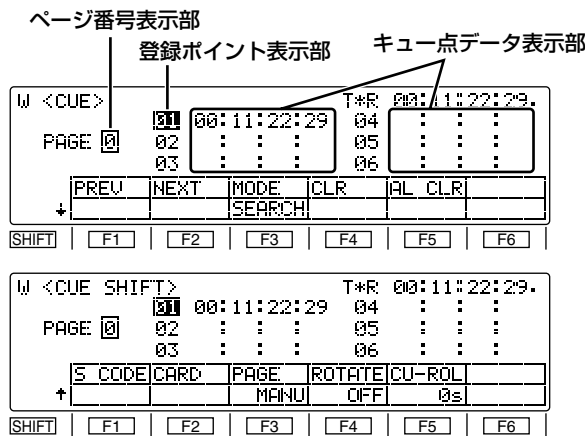 ページ番号表示部
登録ポイント表示部
キュー点データ表示部
W <CUE> T*R 00:11:22:29.
01 00:11:22:29 04 : : :
PAGE 0 02 : : : 05 : : :
03 : : : 06 : : :
PREV NEXT MODE CLR AL CLR
↓ SEARCH
SHIFT F1 F2 F3 F4 F5 F6
W <CUE SHIFT> T*R 00:11:22:29.
01 00:11:22:29 04 : : :
PAGE 0 02 : : : 05 : : :
03 : : : 06 : : :
S CODE CARD PAGE ROTATE CU-ROL
↑ MANU OFF 0s
SHIFT F1 F2 F3 F4 F5 F6